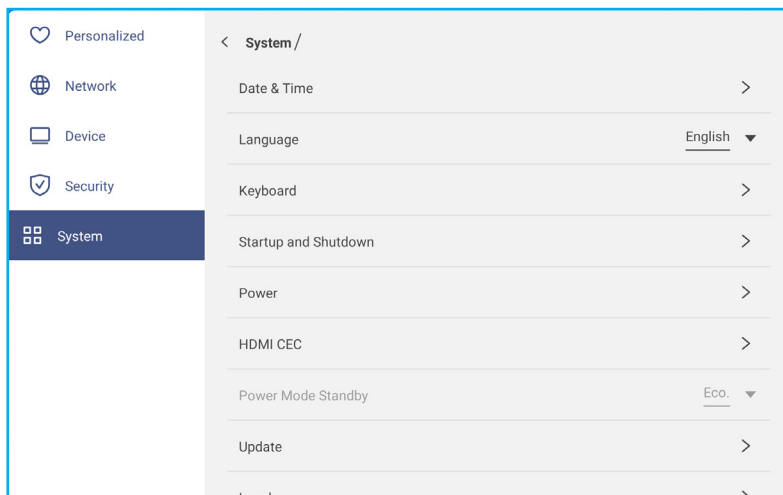 Personalized
Network
Device
Security
System
System/
Date & Time
Language English
Keyboard
Startup and Shutdown
Power
HDMI CEC
Power Mode Standby Eco.
Update